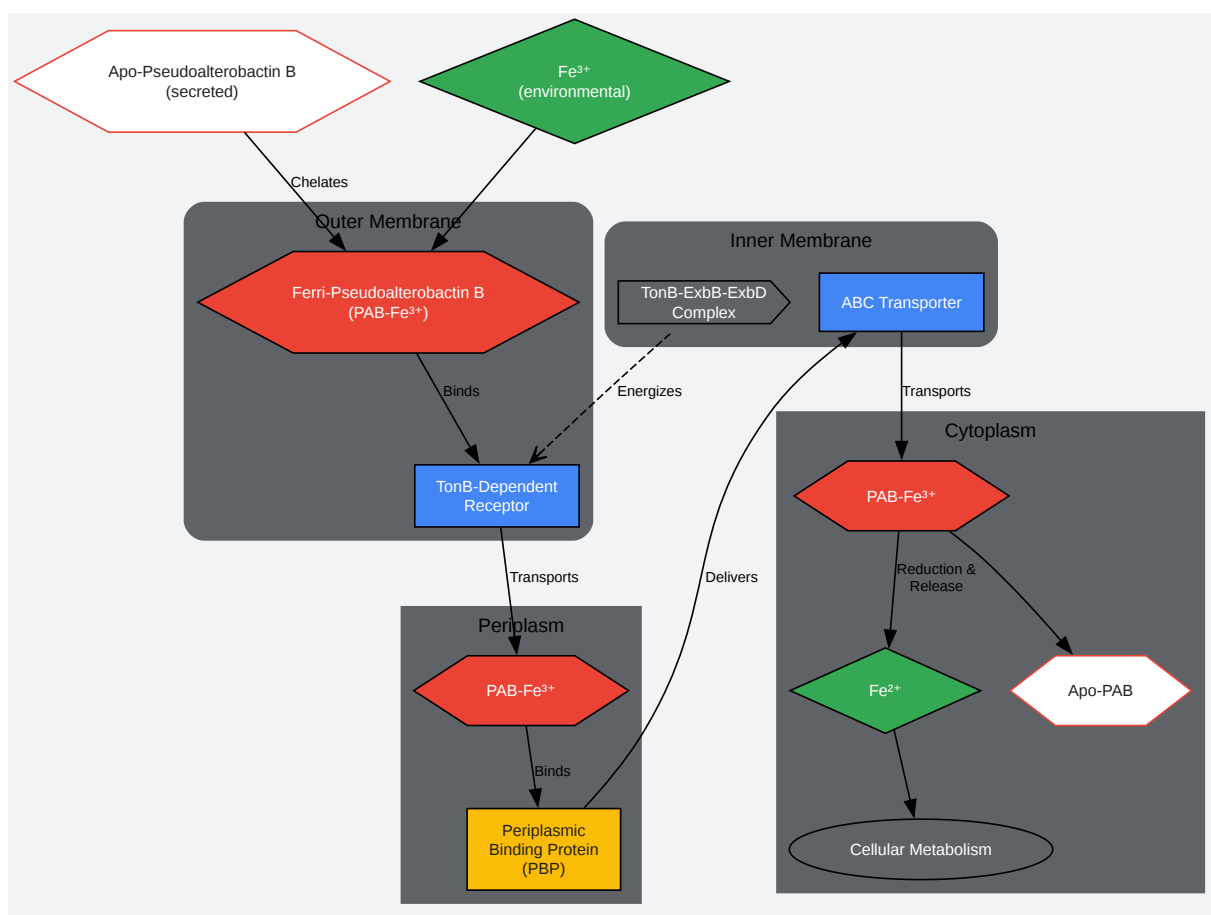 Apo-Pseudoalterobactin B
(secreted)
Fe³⁺
(environmental)
Chelates
Outer Membrane
Inner Membrane
Ferri-Pseudoalterobactin B
(PAB-Fe³⁺)
TonB-ExbB-ExbD
Complex
ABC Transporter
Binds
Energizes
Transports
Cytoplasm
TonB-Dependent
Receptor
PAB-Fe³⁺
Transports
Delivers
Reduction &
Release
Periplasm
PAB-Fe³⁺
Fe²⁺
Apo-PAB
Binds
Periplasmic
Binding Protein
(PBP)
Cellular Metabolism